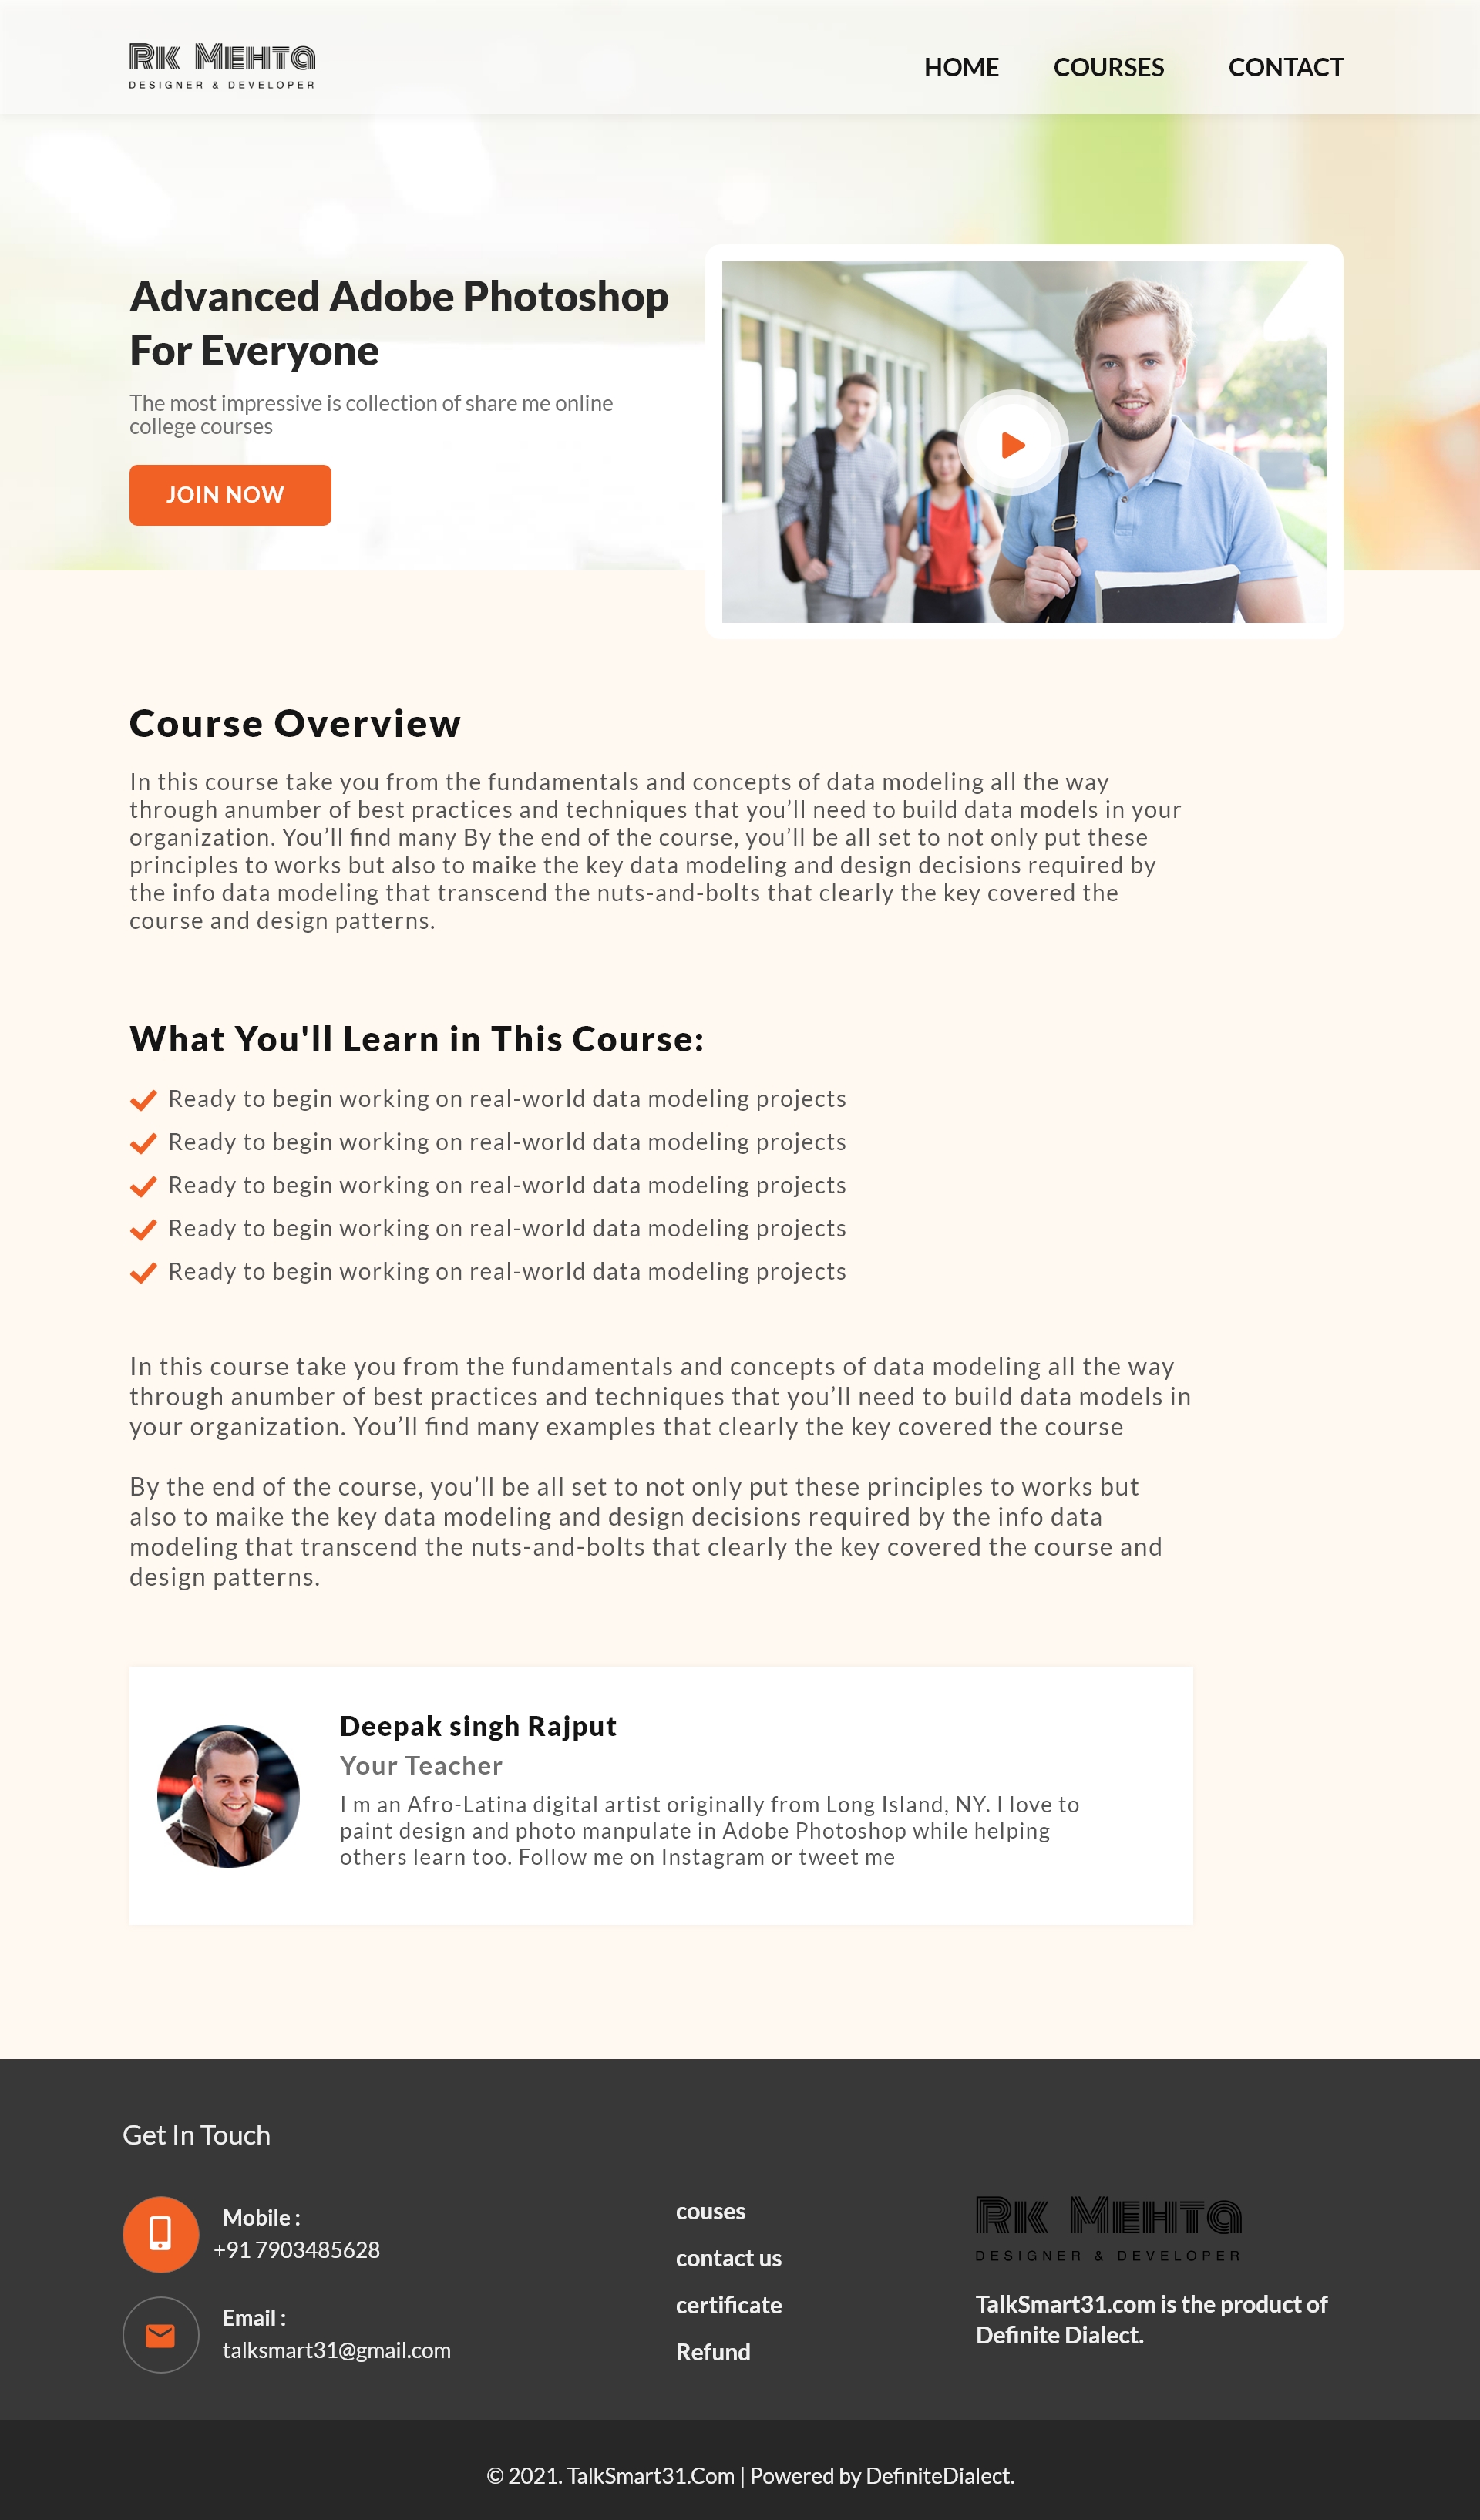 Rk Mehta
DESIGNER & DEVELOPER
HOME
COURSES
CONTACT
Advanced Adobe Photoshop
For Everyone
The most impressive is collection of share me online
college courses
JOIN NOW
Course Overview
In this course take you from the fundamentals and concepts of data modeling all the way
through anumber of best practices and techniques that you’ll need to build data models in your
organization. You’ll find many By the end of the course, you’ll be all set to not only put these
principles to works but also to maike the key data modeling and design decisions required by
the info data modeling that transcend the nuts-and-bolts that clearly the key covered the
course and design patterns.
What You'll Learn in This Course:
Ready to begin working on real-world data modeling projects
Ready to begin working on real-world data modeling projects
Ready to begin working on real-world data modeling projects
Ready to begin working on real-world data modeling projects
Ready to begin working on real-world data modeling projects
In this course take you from the fundamentals and concepts of data modeling all the way
through anumber of best practices and techniques that you’ll need to build data models in
your organization. You’ll find many examples that clearly the key covered the course
By the end of the course, you’ll be all set to not only put these principles to works but
also to maike the key data modeling and design decisions required by the info data
modeling that transcend the nuts-and-bolts that clearly the key covered the course and
design patterns.
Deepak singh Rajput
Your Teacher
I m an Afro-Latina digital artist originally from Long Island, NY. I love to
paint design and photo manpulate in Adobe Photoshop while helping
others learn too. Follow me on Instagram or tweet me
Get In Touch
Mobile :
+91 7903485628
Email :
talksmart31@gmail.com
couses
contact us
certificate
Refund
Rk Mehta
DESIGNER & DEVELOPER
TalkSmart31.com is the product of
Definite Dialect.
© 2021. TalkSmart31.Com | Powered by DefiniteDialect.